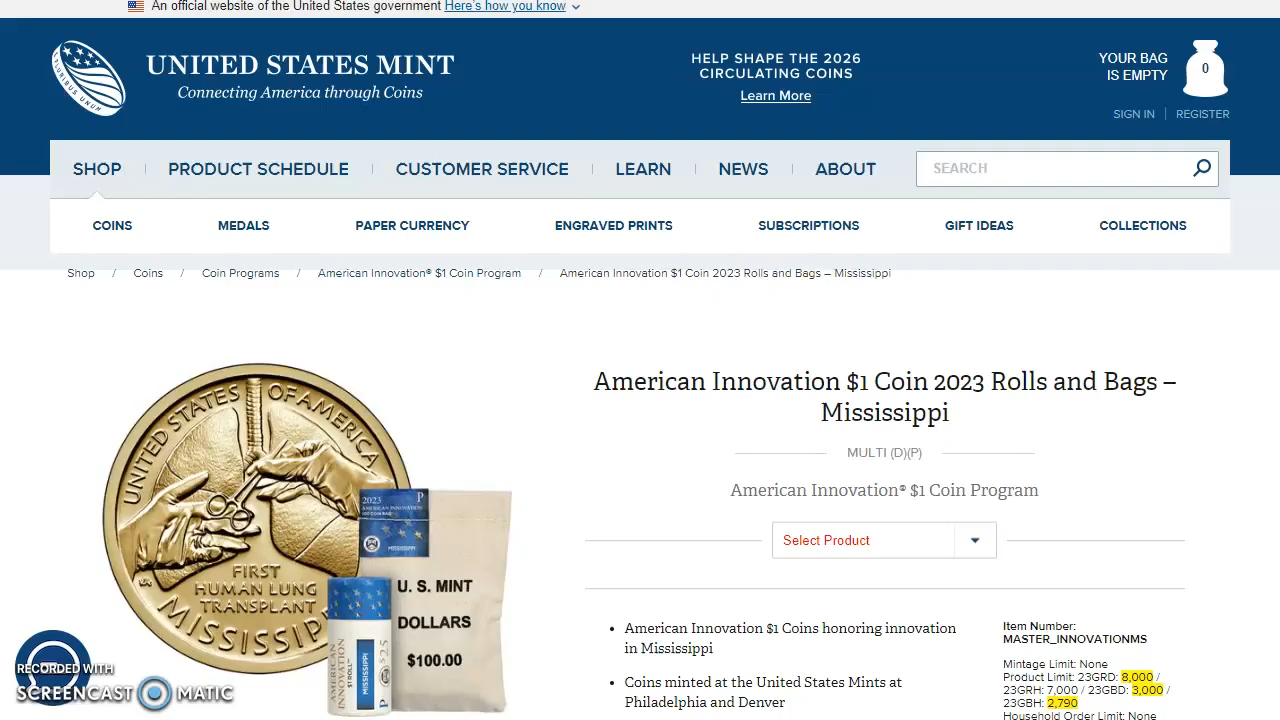 An official website of the United States government Here's how you know
UNITED STATES MINT
Connecting America through Coins
PLURIBUS UNUM
HELP SHAPE THE 2026
CIRCULATING COINS
Learn More
YOUR BAG
IS EMPTY
0
SIGN IN
REGISTER
SHOP
PRODUCT SCHEDULE
CUSTOMER SERVICE
LEARN
NEWS
ABOUT
SEARCH
COINS
MEDALS
PAPER CURRENCY
ENGRAVED PRINTS
SUBSCRIPTIONS
GIFT IDEAS
COLLECTIONS
Shop / Coins / Coin Programs / American Innovation® $1 Coin Program / American Innovation $1 Coin 2023 Rolls and Bags – Mississippi
UNITED STATES OF AMERICA
FIRST
HUMAN LUNG
TRANSPLANT
MISSISSIP
2023 P
AMERICAN INNOVATION
MISSISSIPPI
U. S. MINT
DOLLARS
$100.00
AMERICAN
INNOVATION
$1 ROLL
MISSISSIPPI
$25
P
American Innovation $1 Coin 2023 Rolls and Bags –
Mississippi
MULTI (D)(P)
American Innovation® $1 Coin Program
Select Product
• American Innovation $1 Coins honoring innovation
in Mississippi
• Coins minted at the United States Mints at
Philadelphia and Denver
Item Number:
MASTER_INNOVATIONMS
Mintage Limit: None
Product Limit: 23GRD: 8,000 /
23GRH: 7,000 / 23GBD: 3,000 /
23GBH: 2,790
Household Order Limit: None
RECORDED WITH
SCREENCAST MATIC